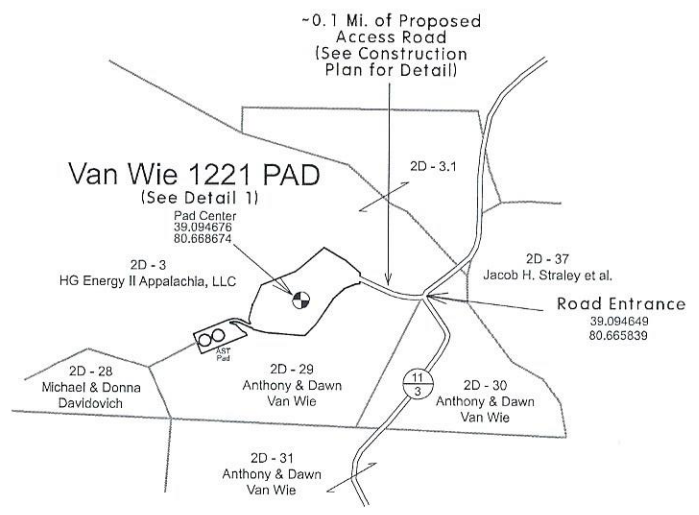 ~0.1 Mi. of Proposed
Access Road
(See Construction
Plan for Detail)
2D - 3.1
Van Wie 1221 PAD
(See Detail 1)
Pad Center
39.094676
80.668674
2D - 3
HG Energy II Appalachia, LLC
2D - 37
Jacob H. Straley et al.
Road Entrance
39.094649
80.665839
AST
Pad
2D - 28
Michael & Donna
Davidovich
2D - 29
Anthony & Dawn
Van Wie
11
3
2D - 30
Anthony & Dawn
Van Wie
2D - 31
Anthony & Dawn
Van Wie